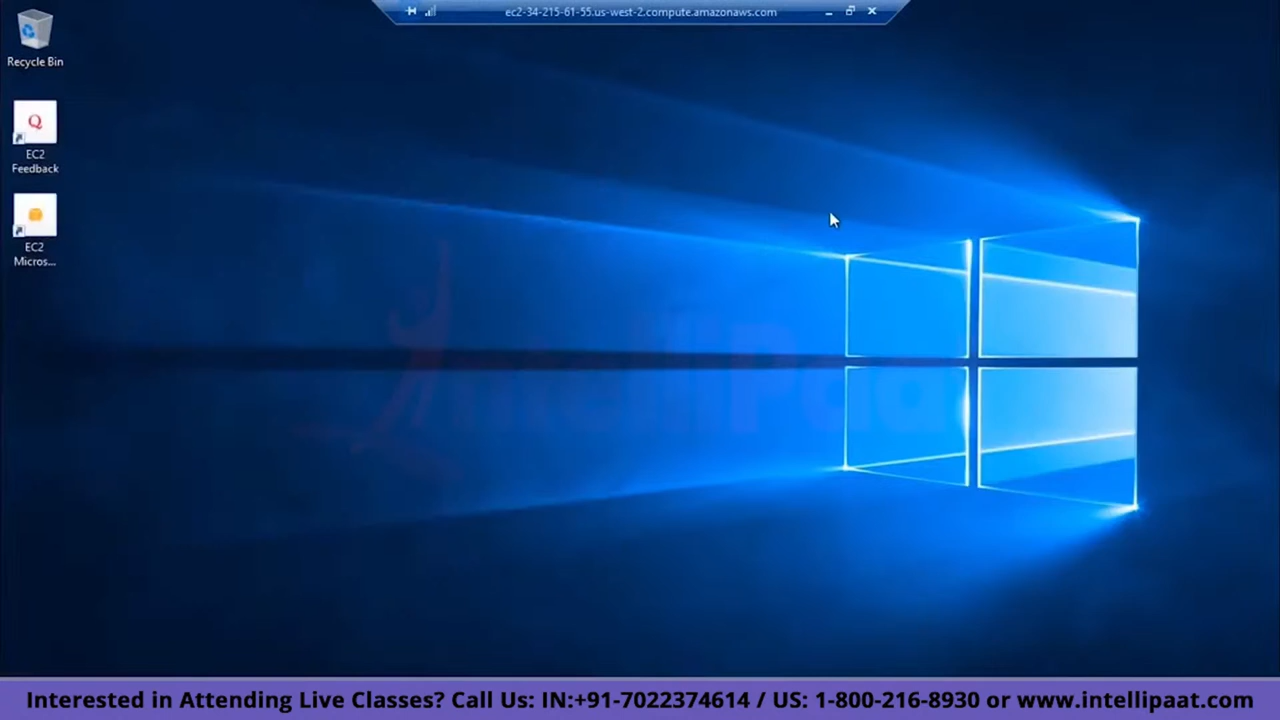 ec2-34-215-61-55.us-west-2.compute.amazonaws.com
Recycle Bin
EC2
Feedback
EC2
Micros...
IntelliPaat
Interested in Attending Live Classes? Call Us: IN:+91-7022374614 / US: 1-800-216-8930 or www.intellipaat.com